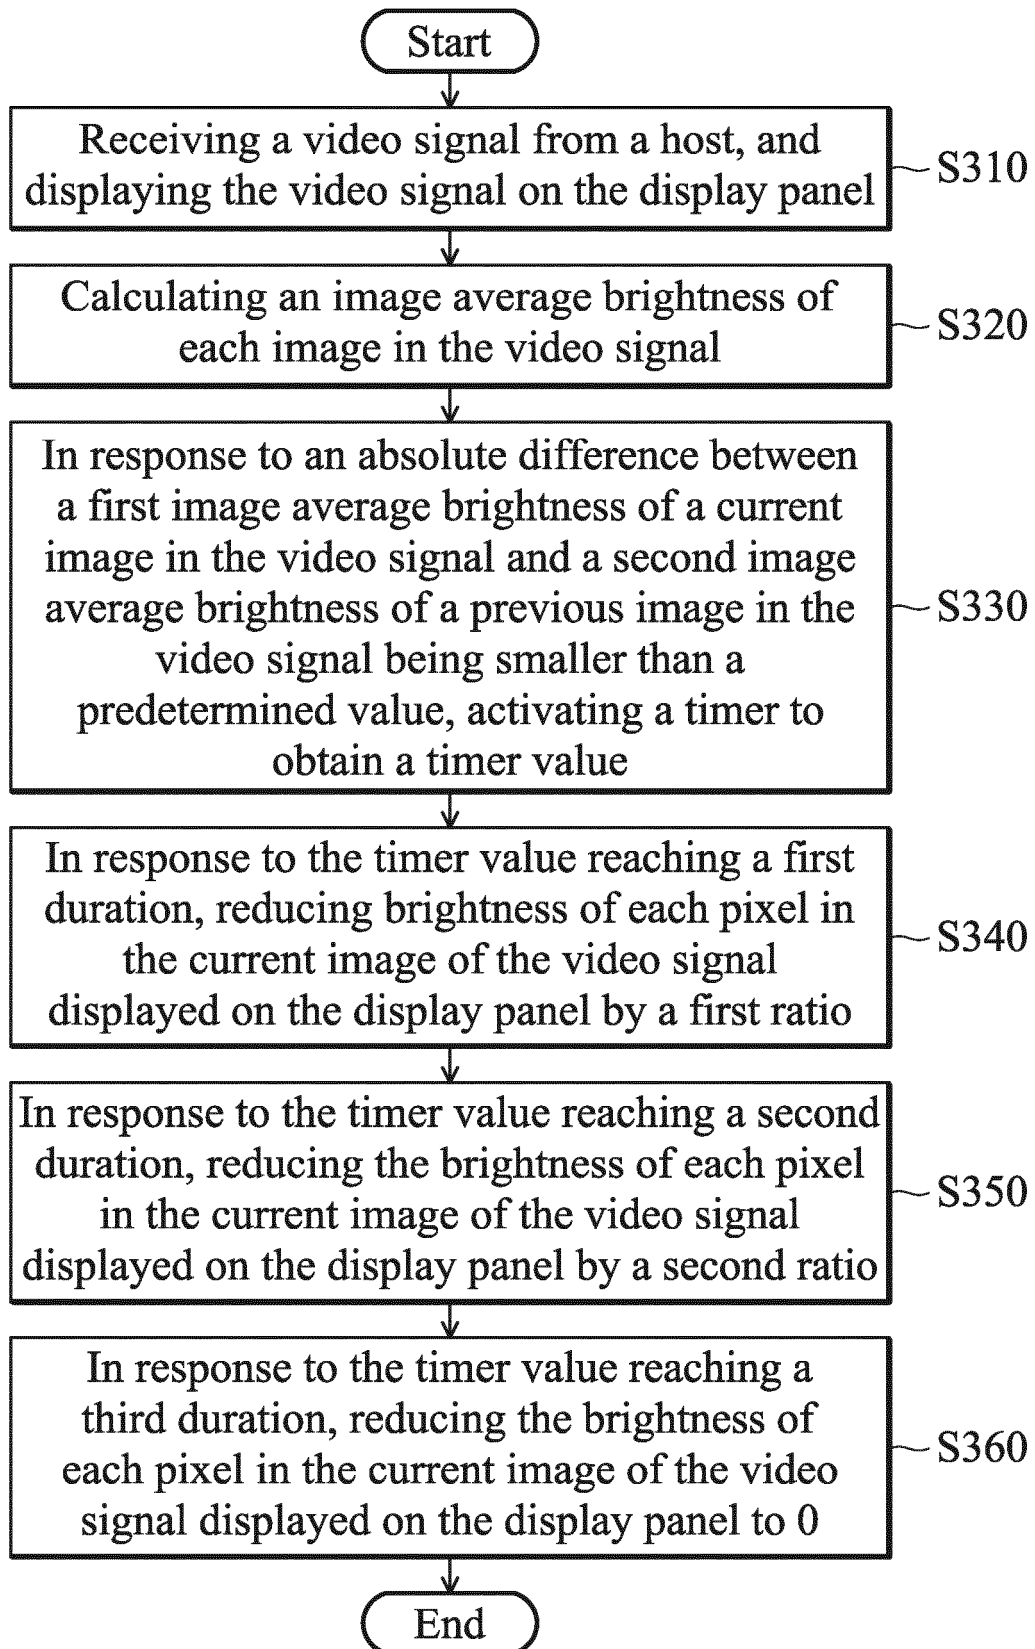 Start
Receiving a video signal from a host, and
displaying the video signal on the display panel
S310
Calculating an image average brightness of
each image in the video signal
S320
In response to an absolute difference between
a first image average brightness of a current
image in the video signal and a second image
average brightness of a previous image in the
video signal being smaller than a
predetermined value, activating a timer to
obtain a timer value
S330
In response to the timer value reaching a first
duration, reducing brightness of each pixel in
the current image of the video signal
displayed on the display panel by a first ratio
S340
In response to the timer value reaching a second
duration, reducing the brightness of each pixel
in the current image of the video signal
displayed on the display panel by a second ratio
S350
In response to the timer value reaching a
third duration, reducing the brightness of
each pixel in the current image of the video
signal displayed on the display panel to 0
S360
End